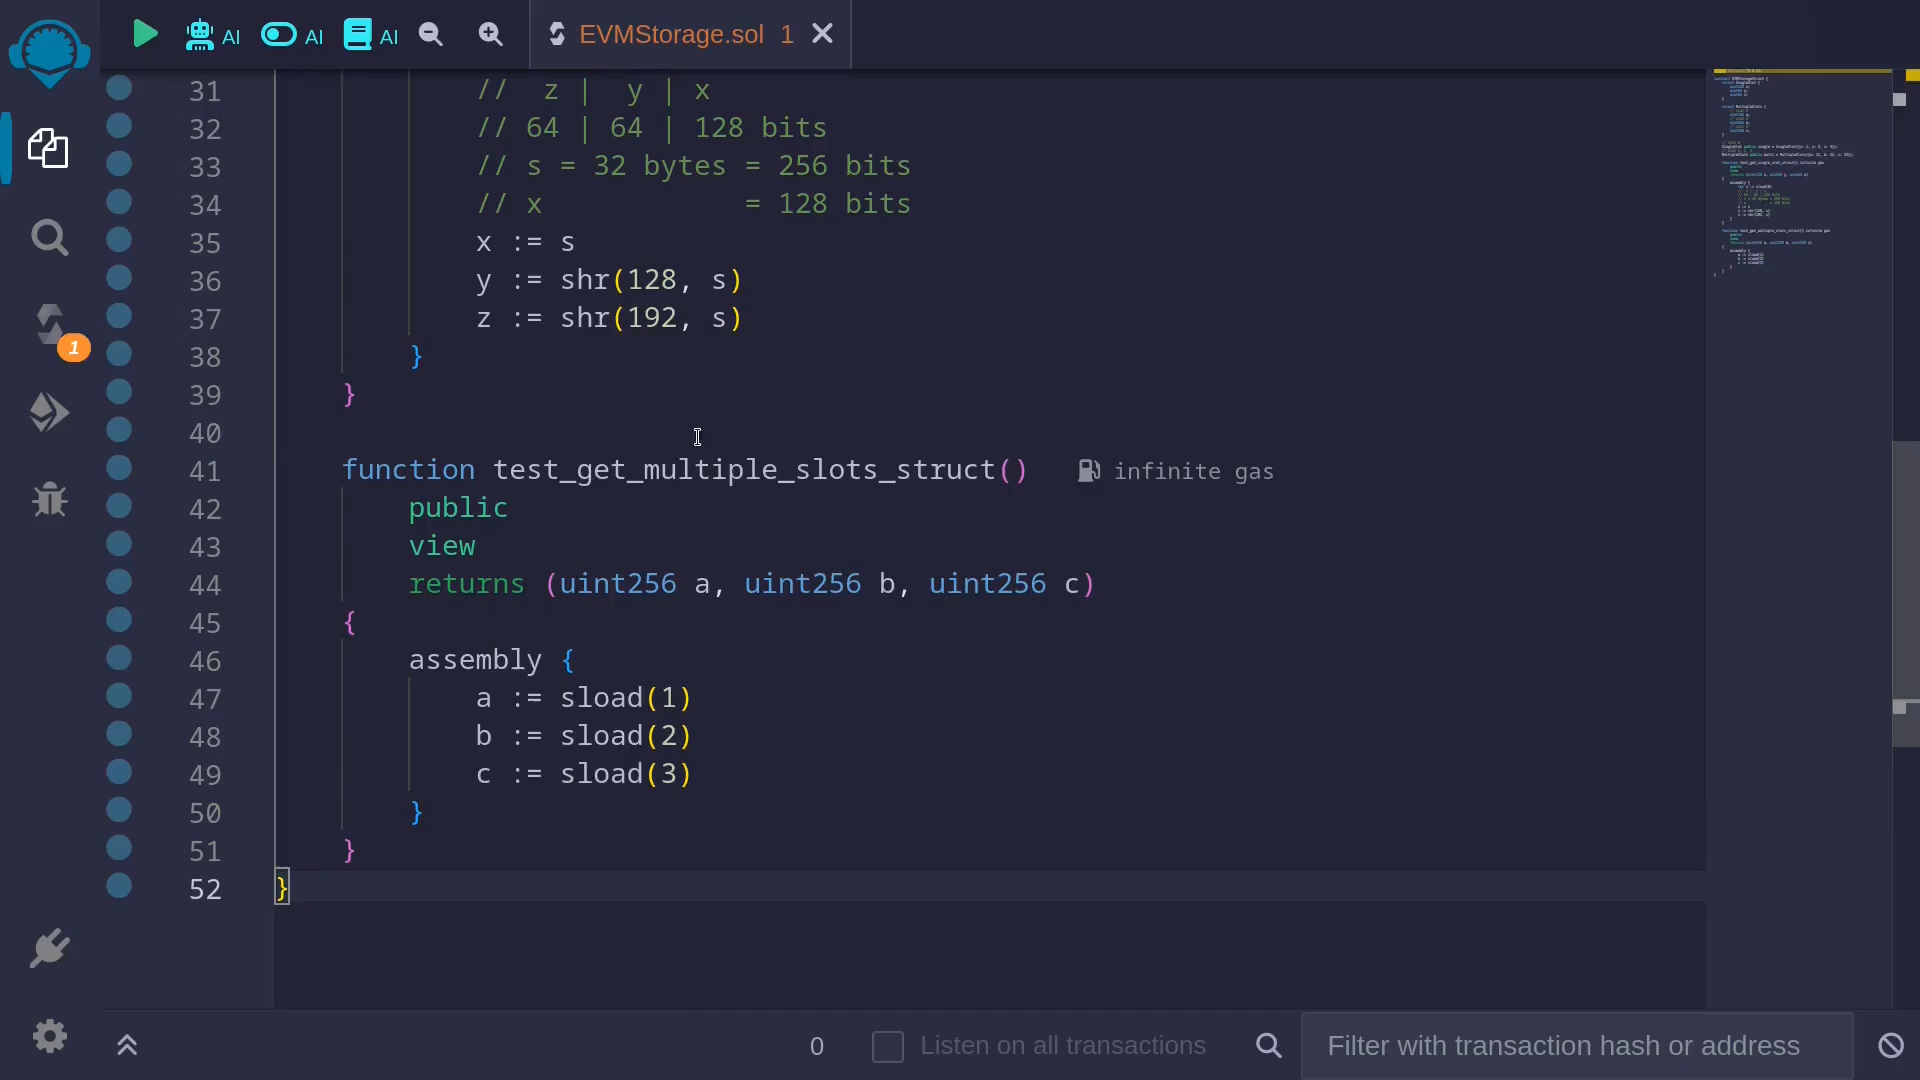 AI AI AI EVMStorage.sol 1
31 // z | y | x
32 // 64 | 64 | 128 bits
33 // s = 32 bytes = 256 bits
34 // x = 128 bits
35 x := s
36 y := shr(128, s)
37 z := shr(192, s)
38 }
39 }
40
41 function test_get_multiple_slots_struct() infinite gas
42 public
43 view
44 returns (uint256 a, uint256 b, uint256 c)
45 {
46 assembly {
47 a := sload(1)
48 b := sload(2)
49 c := sload(3)
50 }
51 }
52 }
1
0 Listen on all transactions Filter with transaction hash or address